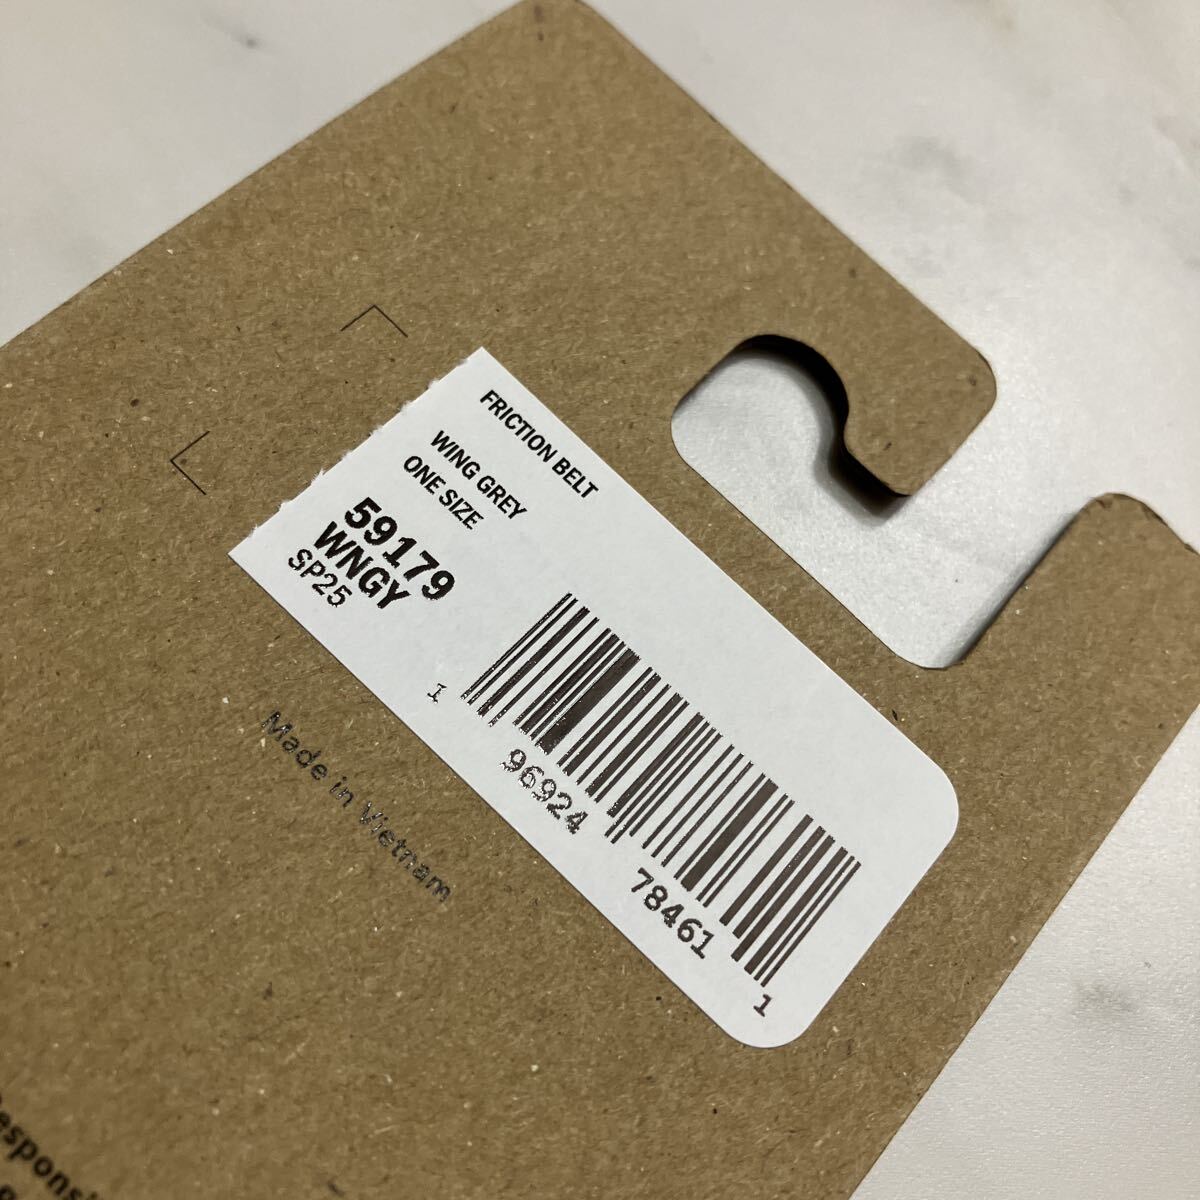 FRICTION BELT
WING GREY
ONE SIZE
59179
WNGY
SP25
1 96924 78461 1
Made in Vietnam